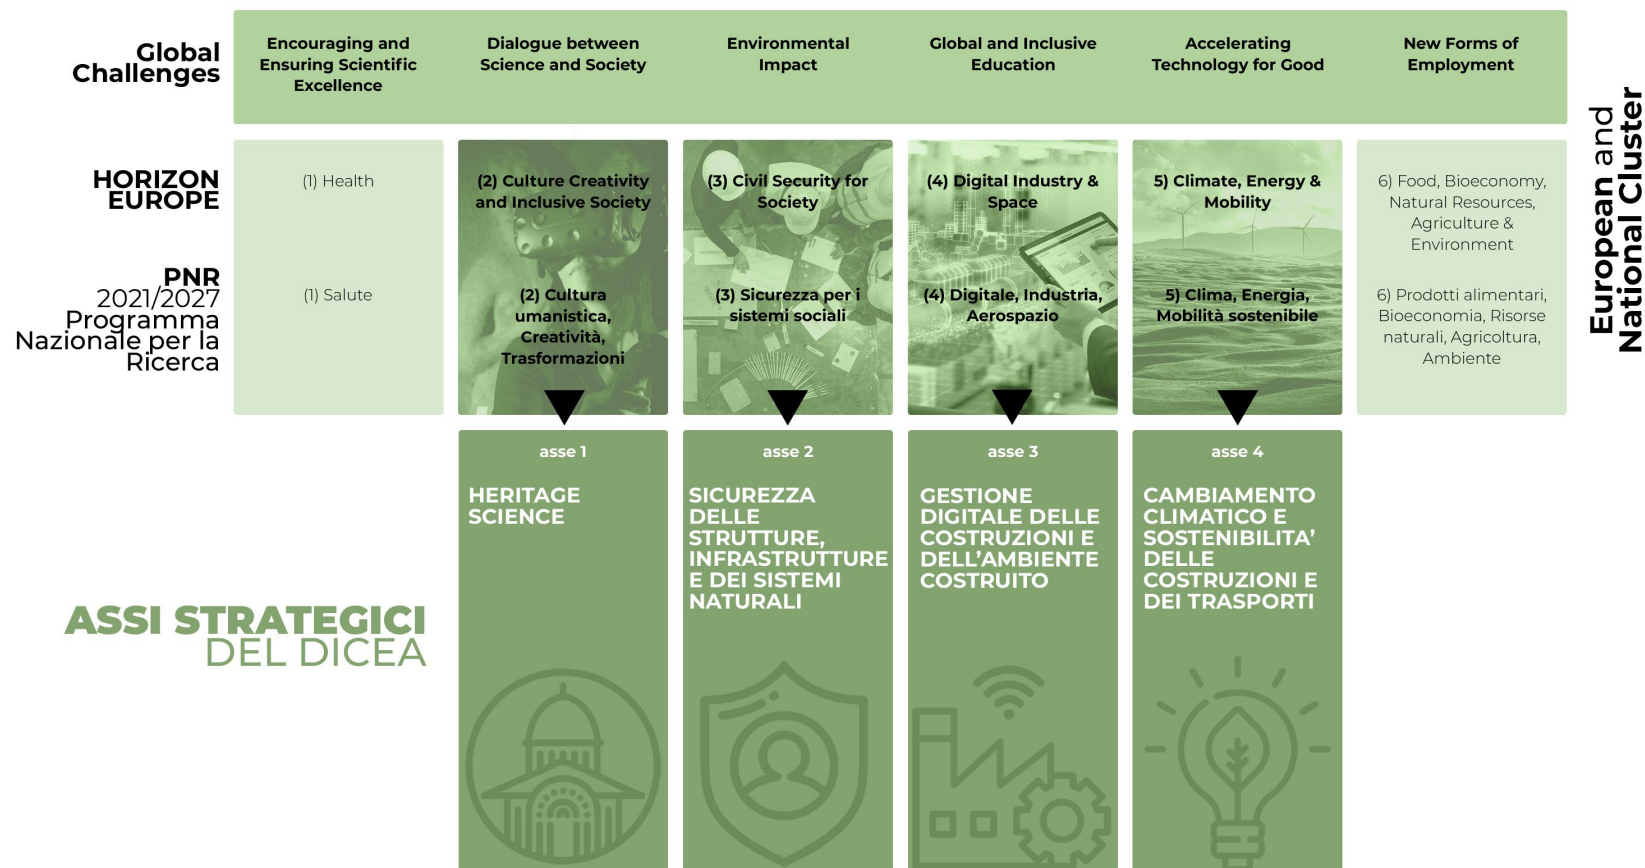 Global
Challenges
Encouraging and
Ensuring Scientific
Excellence
Dialogue between
Science and Society
Environmental
Impact
Global and Inclusive
Education
Accelerating
Technology for Good
New Forms of
Employment
HORIZON
EUROPE
(1) Health
(2) Culture Creativity
and Inclusive Society
(3) Civil Security for
Society
(4) Digital Industry &
Space
5) Climate, Energy &
Mobility
6) Food, Bioeconomy,
Natural Resources,
Agriculture &
Environment
PNR
2021/2027
Programma
Nazionale per la
Ricerca
(1) Salute
(2) Cultura
umanistica,
Creatività,
Trasformazioni
(3) Sicurezza per i
sistemi sociali
(4) Digitale, Industria,
Aerospazio
5) Clima, Energia,
Mobilità sostenibile
6) Prodotti alimentari,
Bioeconomia, Risorse
naturali, Agricoltura,
Ambiente
European and
National Cluster
ASSI STRATEGICI
DEL DICEA
asse 1
HERITAGE
SCIENCE
asse 2
SICUREZZA
DELLE
STRUTTURE,
INFRASTRUTTURE
E DEI SISTEMI
NATURALI
asse 3
GESTIONE
DIGITALE DELLE
COSTRUZIONI E
DELL’AMBIENTE
COSTRUITO
asse 4
CAMBIAMENTO
CLIMATICO E
SOSTENIBILITA’
DELLE
COSTRUZIONI E
DEI TRASPORTI